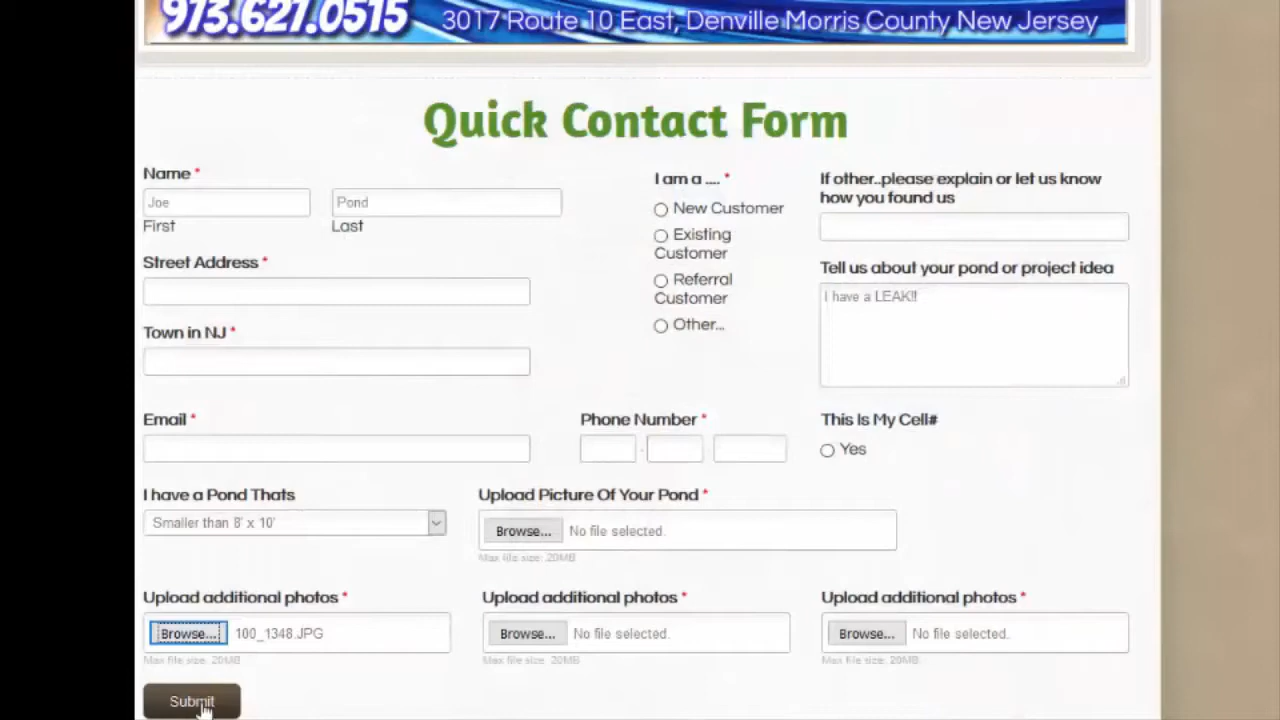 973.627.0515 3017 Route 10 East, Denville Morris County New Jersey
Quick Contact Form
Name *
Joe Pond
First Last
Street Address *
Town in NJ *
Email *
I am a .... *
New Customer
Existing
Customer
Referral
Customer
Other...
If other..please explain or let us know
how you found us
Tell us about your pond or project idea
I have a LEAK!!
Phone Number *
This Is My Cell#
Yes
I have a Pond Thats
Smaller than 8' x 10'
Upload Picture Of Your Pond *
Browse... No file selected.
Max file size: 20MB
Upload additional photos *
Browse... 100_1348.JPG
Max file size: 20MB
Upload additional photos *
Browse... No file selected.
Max file size: 20MB
Upload additional photos *
Browse... No file selected.
Max file size: 20MB
Submit